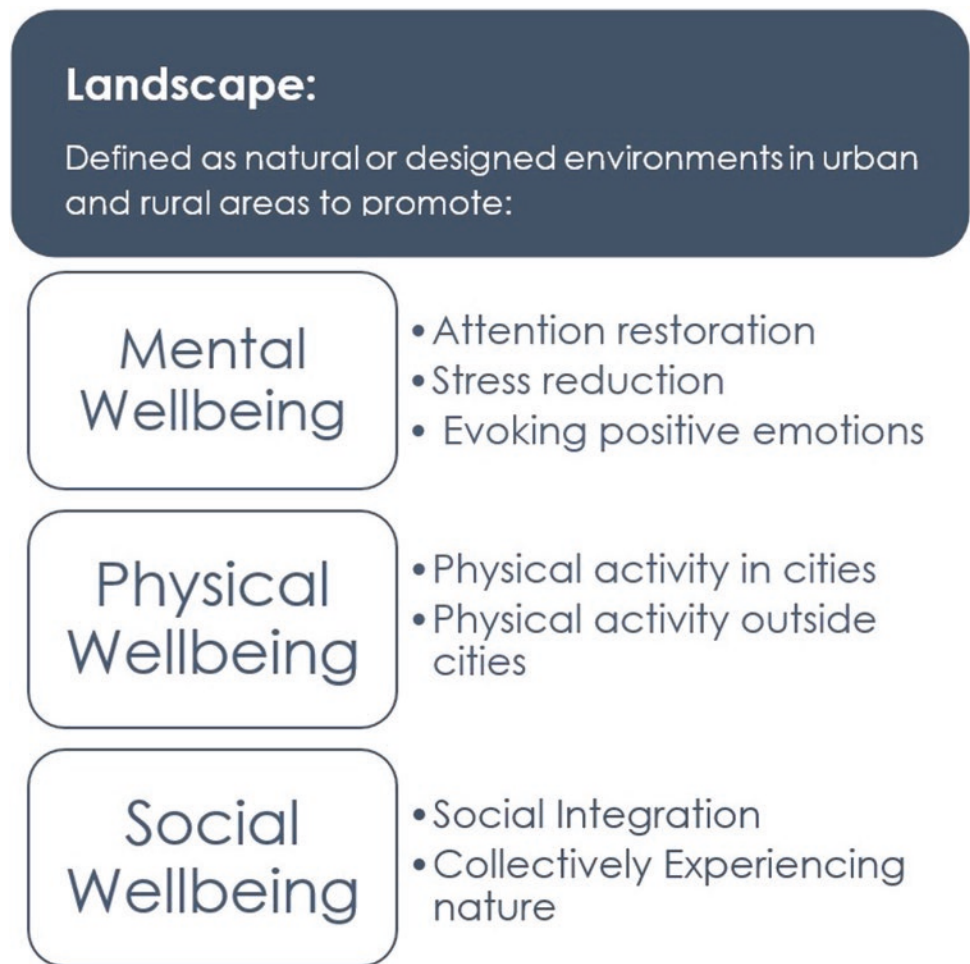 Landscape:
Defined as natural or designed environments in urban
and rural areas to promote:
Mental
Wellbeing
•Attention restoration
•Stress reduction
• Evoking positive emotions
Physical
Wellbeing
•Physical activity in cities
•Physical activity outside
cities
Social
Wellbeing
•Social Integration
•Collectively Experiencing
nature